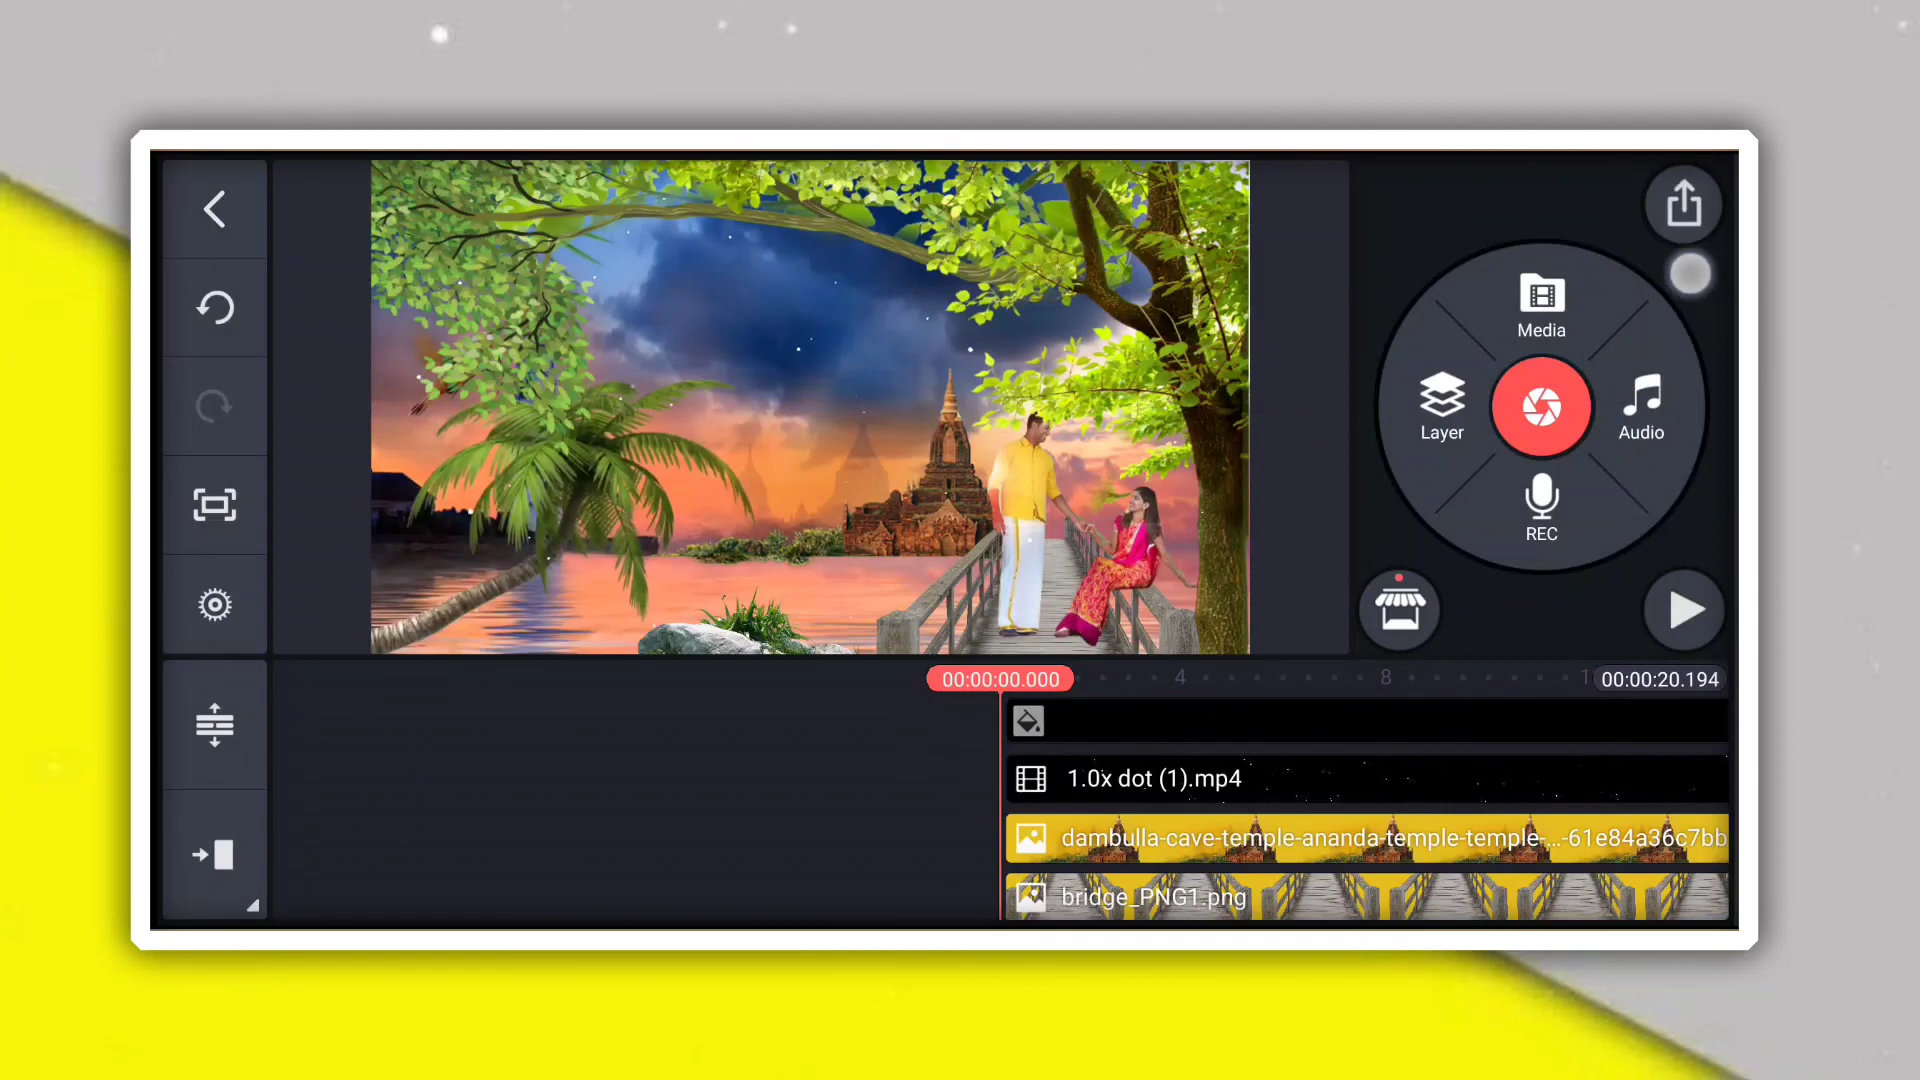 Media
Layer
Audio
REC
00:00:00.000
4
8
1
00:00:20.194
1.0x dot (1).mp4
dambulla-cave-temple-ananda-temple-temple-...-61e84a36c7bb
bridge_PNG1.png